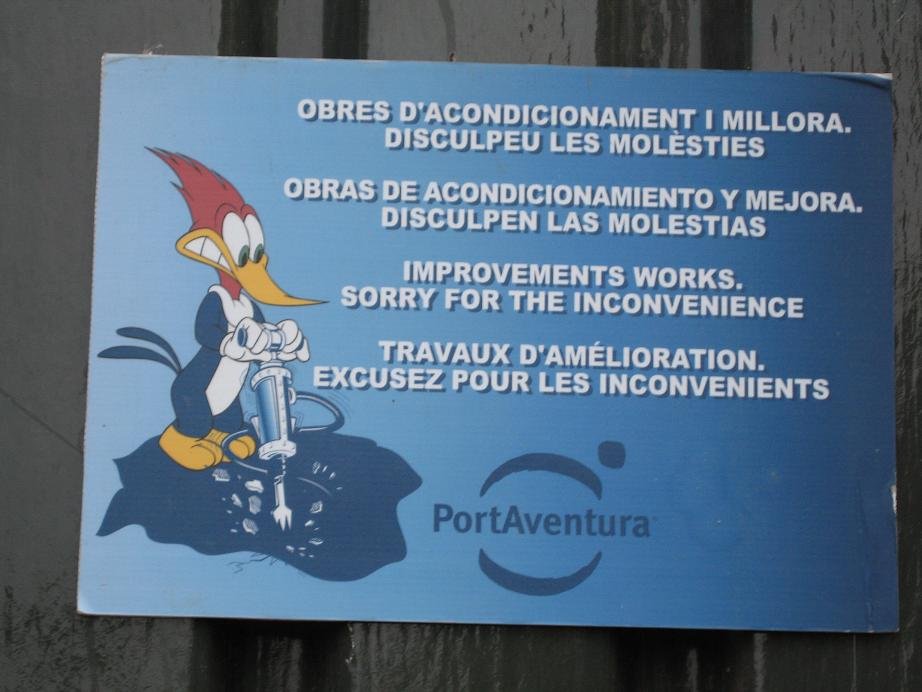 OBRES D'ACONDICIONAMENT I MILLORA.
DISCULPEU LES MOLÈSTIES
OBRAS DE ACONDICIONAMIENTO Y MEJORA.
DISCULPEN LAS MOLESTIAS
IMPROVEMENTS WORKS.
SORRY FOR THE INCONVENIENCE
TRAVAUX D'AMÉLIORATION.
EXCUSEZ POUR LES INCONVENIENTS
PortAventura